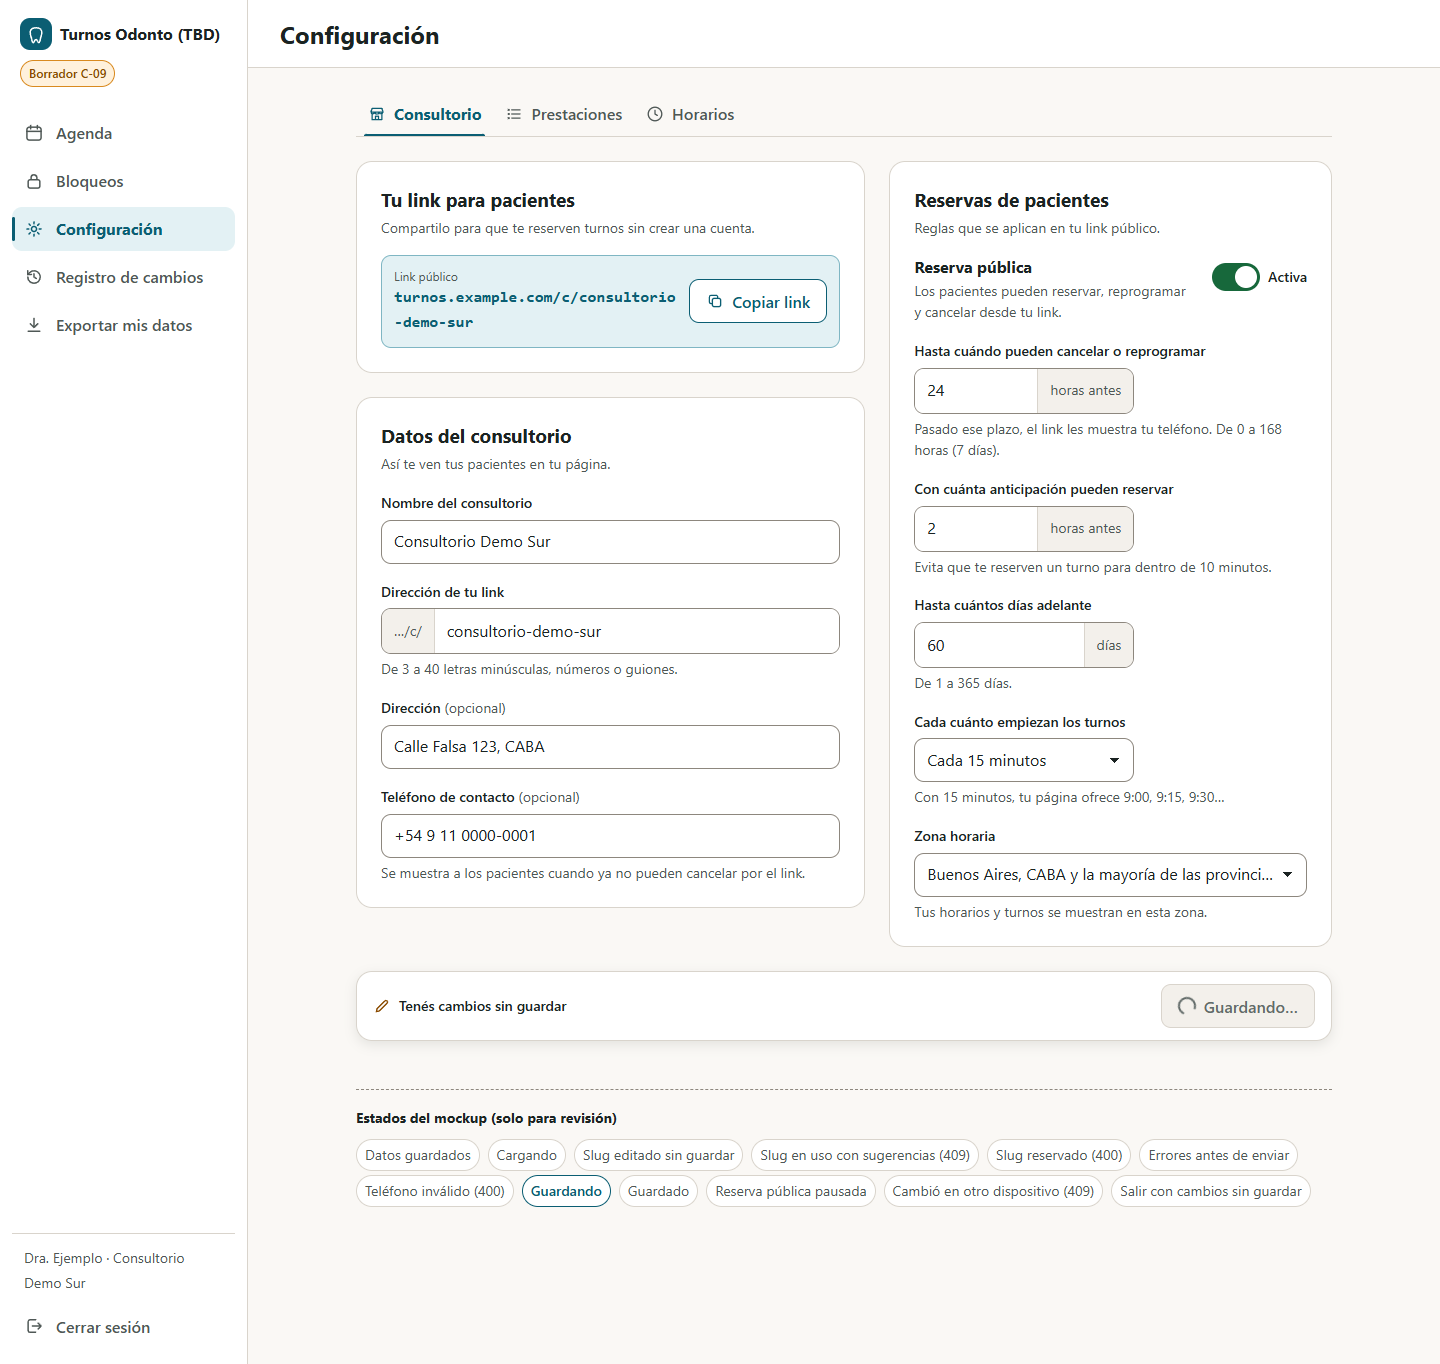 Turnos Odonto (TBD)
Borrador C-09
Agenda
Bloqueos
Configuración
Registro de cambios
Exportar mis datos
Dra. Ejemplo · Consultorio
Demo Sur
Cerrar sesión
Configuración
Consultorio
Prestaciones
Horarios
Tu link para pacientes
Compartilo para que te reserven turnos sin crear una cuenta.
Link público
turnos.example.com/c/consultorio
-demo-sur
Copiar link
Datos del consultorio
Así te ven tus pacientes en tu página.
Nombre del consultorio
Consultorio Demo Sur
Dirección de tu link
…/c/ consultorio-demo-sur
De 3 a 40 letras minúsculas, números o guiones.
Dirección (opcional)
Calle Falsa 123, CABA
Teléfono de contacto (opcional)
+54 9 11 0000-0001
Se muestra a los pacientes cuando ya no pueden cancelar por el link.
Reservas de pacientes
Reglas que se aplican en tu link público.
Reserva pública
Los pacientes pueden reservar, reprogramar
y cancelar desde tu link.
Activa
Hasta cuándo pueden cancelar o reprogramar
24 horas antes
Pasado ese plazo, el link les muestra tu teléfono. De 0 a 168
horas (7 días).
Con cuánta anticipación pueden reservar
2 horas antes
Evita que te reserven un turno para dentro de 10 minutos.
Hasta cuántos días adelante
60 días
De 1 a 365 días.
Cada cuánto empiezan los turnos
Cada 15 minutos
Con 15 minutos, tu página ofrece 9:00, 9:15, 9:30…
Zona horaria
Buenos Aires, CABA y la mayoría de las provinci…
Tus horarios y turnos se muestran en esta zona.
Tenés cambios sin guardar
Guardando…
Estados del mockup (solo para revisión)
Datos guardados
Cargando
Slug editado sin guardar
Slug en uso con sugerencias (409)
Slug reservado (400)
Errores antes de enviar
Teléfono inválido (400)
Guardando
Guardado
Reserva pública pausada
Cambió en otro dispositivo (409)
Salir con cambios sin guardar